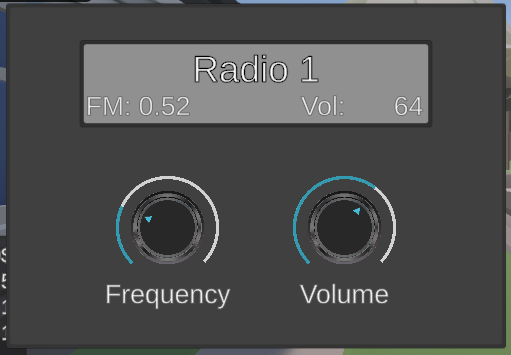 Radio 1
FM: 0.52 Vol: 64
Frequency Volume